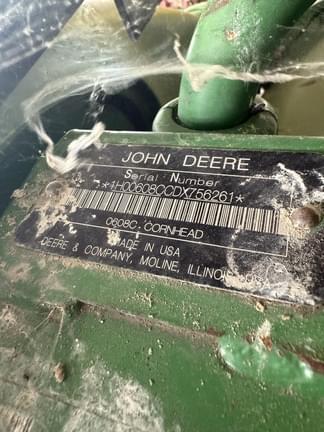 JOHN DEERE
Serial Number
*1H00608CCDX756261*
0608C CORNHEAD
MADE IN USA
DEERE & COMPANY, MOLINE, ILLINOIS